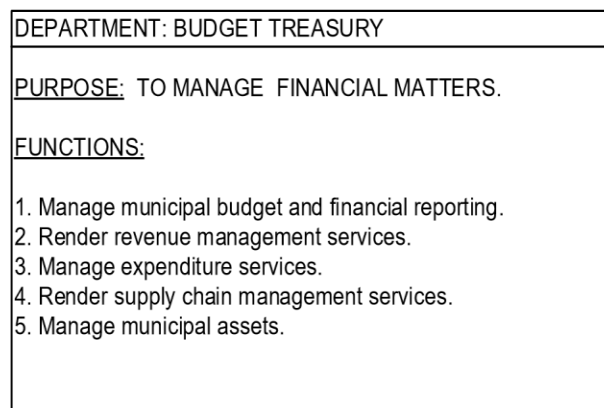 DEPARTMENT: BUDGET TREASURY
PURPOSE: TO MANAGE FINANCIAL MATTERS.
FUNCTIONS:
1. Manage municipal budget and financial reporting.
2. Render revenue management services.
3. Manage expenditure services.
4. Render supply chain management services.
5. Manage municipal assets.